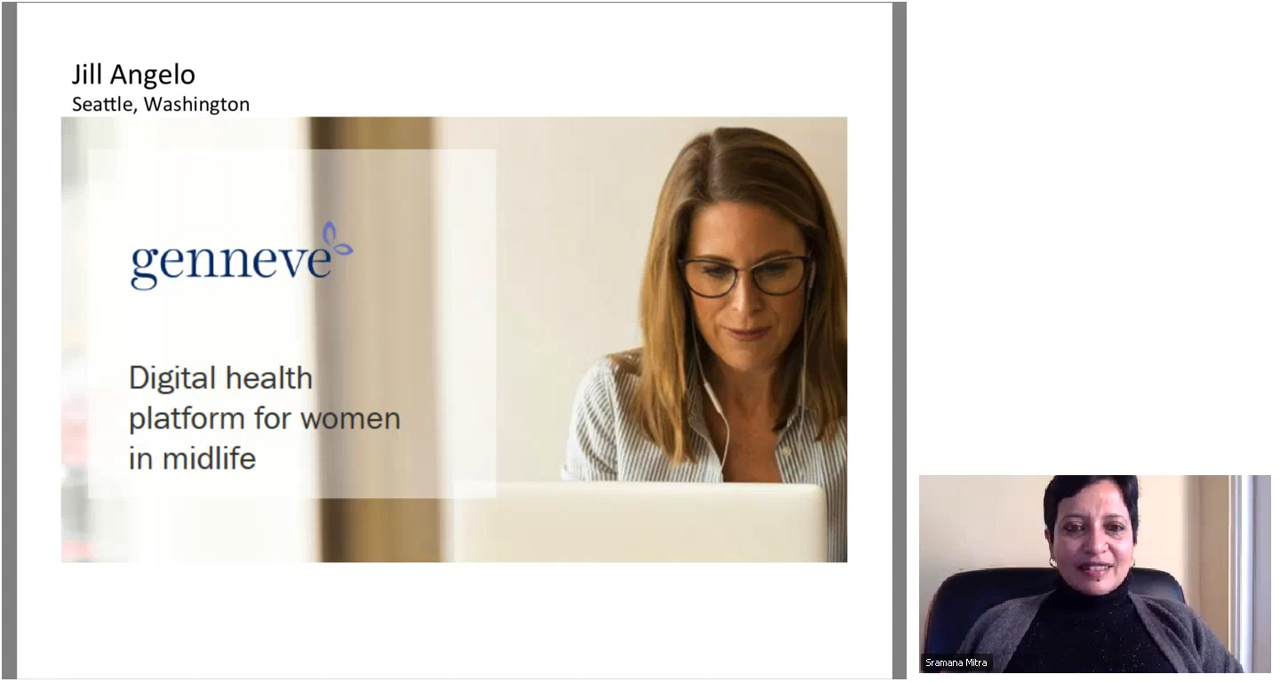 Jill Angelo
Seattle, Washington
genneve
Digital health
platform for women
in midlife
Sramana Mitra